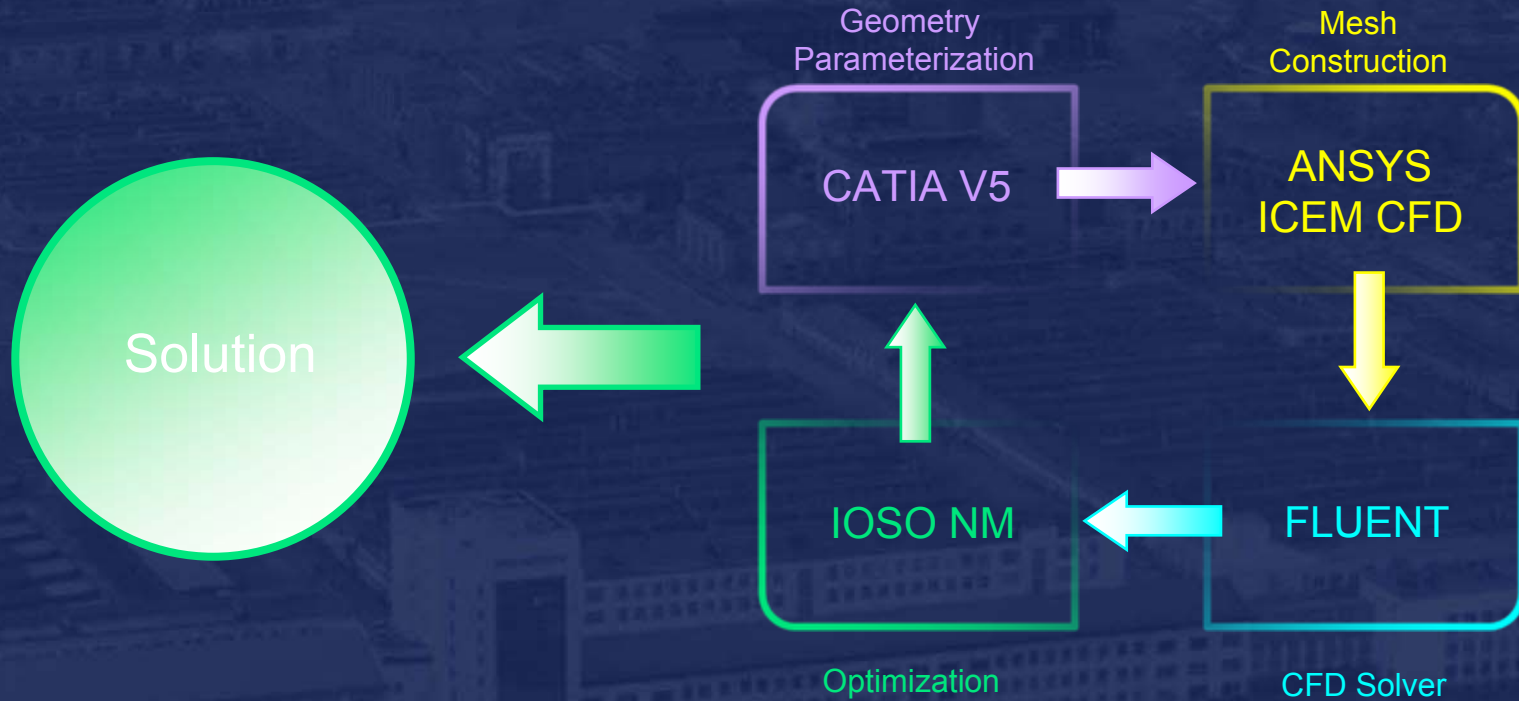 Geometry
Parameterization
Mesh
Construction
CATIA V5
ANSYS
ICEM CFD
Solution
IOSO NM
FLUENT
Optimization
CFD Solver